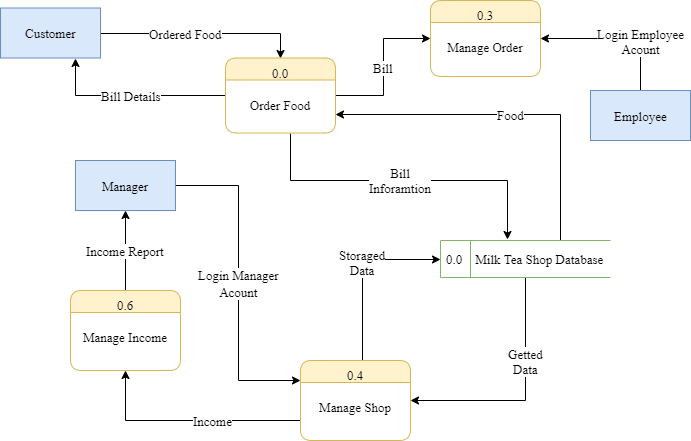 Customer
Ordered Food
0.3
Manage Order
Login Employee
Acount
Bill
0.0
Order Food
Bill Details
Food
Employee
Bill
Inforamtion
Manager
Income Report
Login Manager
Acount
Storaged
Data
0.0
Milk Tea Shop Database
0.6
Manage Income
Getted
Data
0.4
Manage Shop
Income